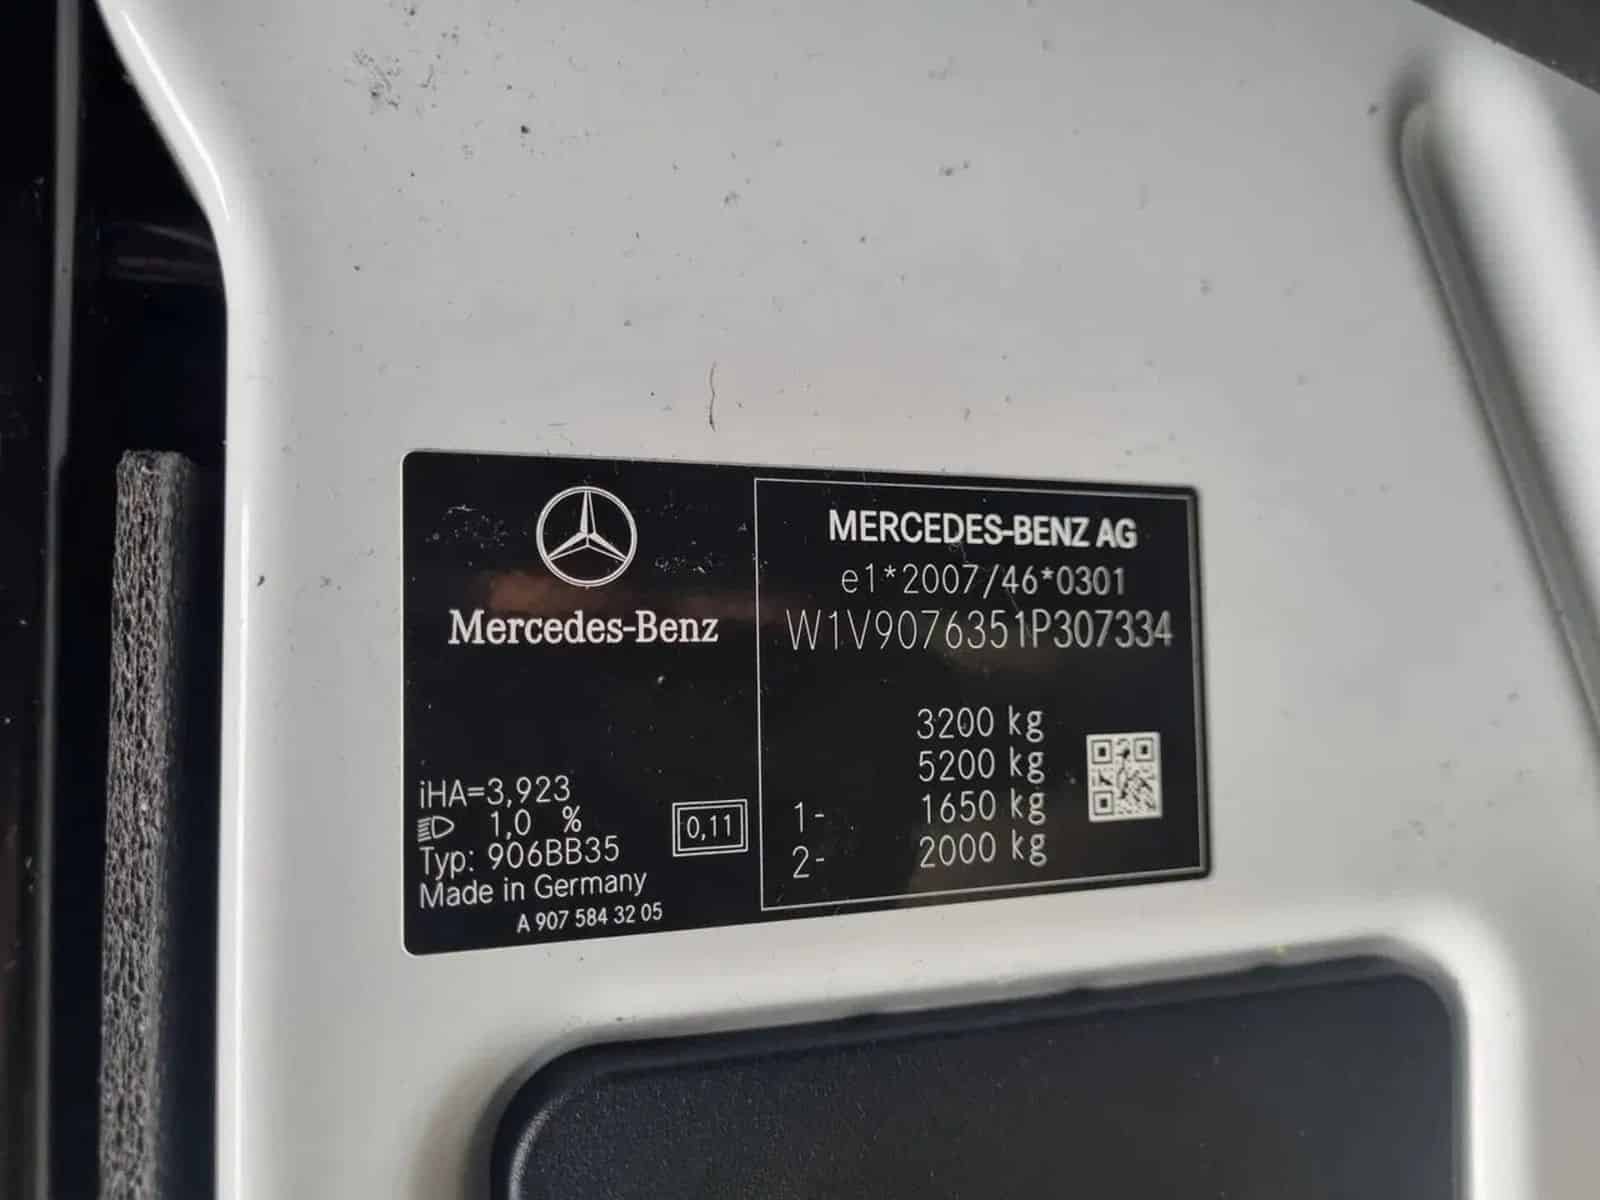 Mercedes-Benz
iHA=3,923
1,0 %
Typ: 906BB35
Made in Germany
A 907 584 32 05
0,11
MERCEDES-BENZ AG
e1*2007/46*0301
W1V9076351P307334
3200 kg
5200 kg
1- 1650 kg
2- 2000 kg